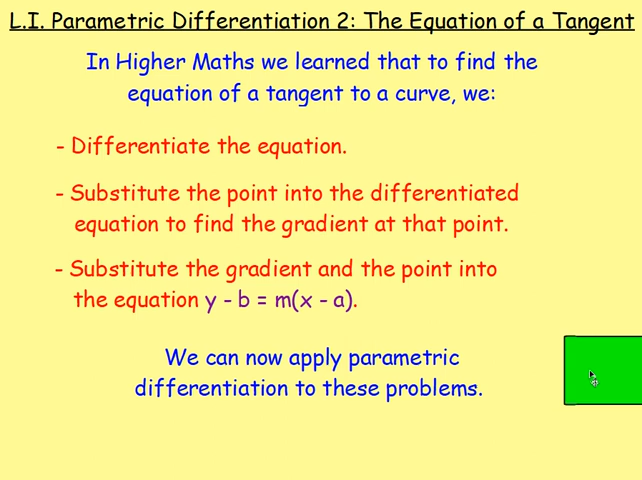 L.I. Parametric Differentiation 2: The Equation of a Tangent
In Higher Maths we learned that to find the
equation of a tangent to a curve, we:
- Differentiate the equation.
- Substitute the point into the differentiated
equation to find the gradient at that point.
- Substitute the gradient and the point into
the equation y - b = m(x - a).
We can now apply parametric
differentiation to these problems.